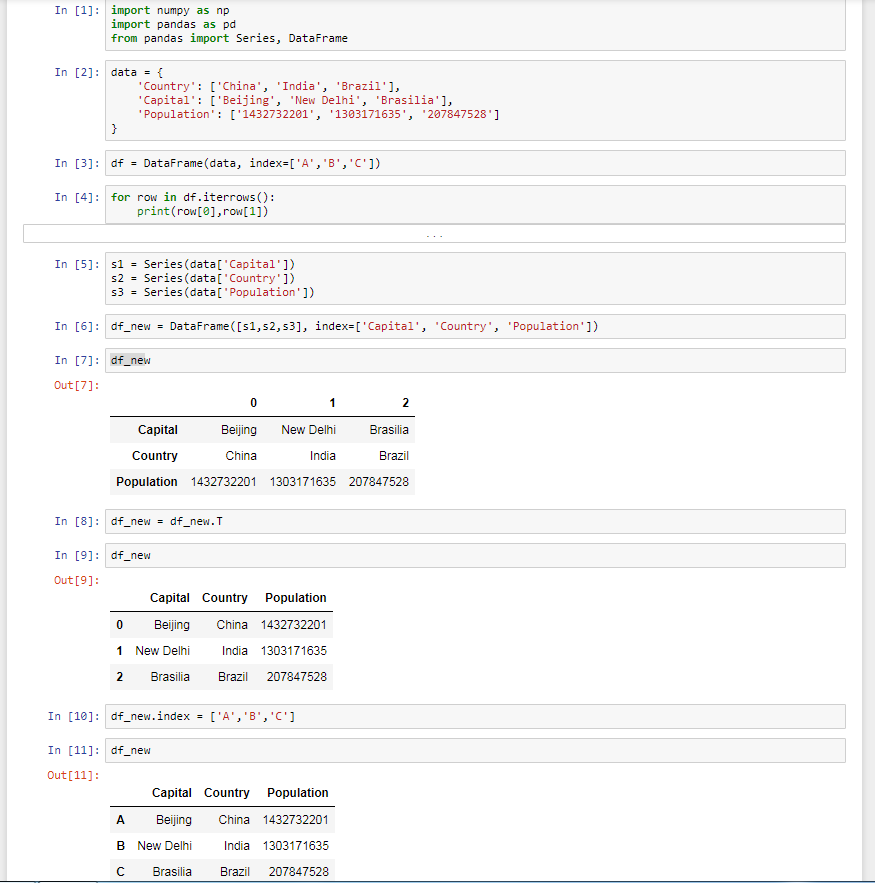 In [1]: import numpy as np
import pandas as pd
from pandas import Series, DataFrame
In [2]: data = {
'Country': ['China', 'India', 'Brazil'],
'Capital': ['Beijing', 'New Delhi', 'Brasilia'],
'Population': ['1432732201', '1303171635', '207847528']
}
In [3]: df = DataFrame(data, index=['A','B','C'])
In [4]: for row in df.iterrows():
print(row[0],row[1])
...
In [5]: s1 = Series(data['Capital'])
s2 = Series(data['Country'])
s3 = Series(data['Population'])
In [6]: df_new = DataFrame([s1,s2,s3], index=['Capital', 'Country', 'Population'])
In [7]: df_new
Out[7]:
0 1 2
Capital Beijing New Delhi Brasilia
Country China India Brazil
Population 1432732201 1303171635 207847528
In [8]: df_new = df_new.T
In [9]: df_new
Out[9]:
Capital Country Population
0 Beijing China 1432732201
1 New Delhi India 1303171635
2 Brasilia Brazil 207847528
In [10]: df_new.index = ['A','B','C']
In [11]: df_new
Out[11]:
Capital Country Population
A Beijing China 1432732201
B New Delhi India 1303171635
C Brasilia Brazil 207847528